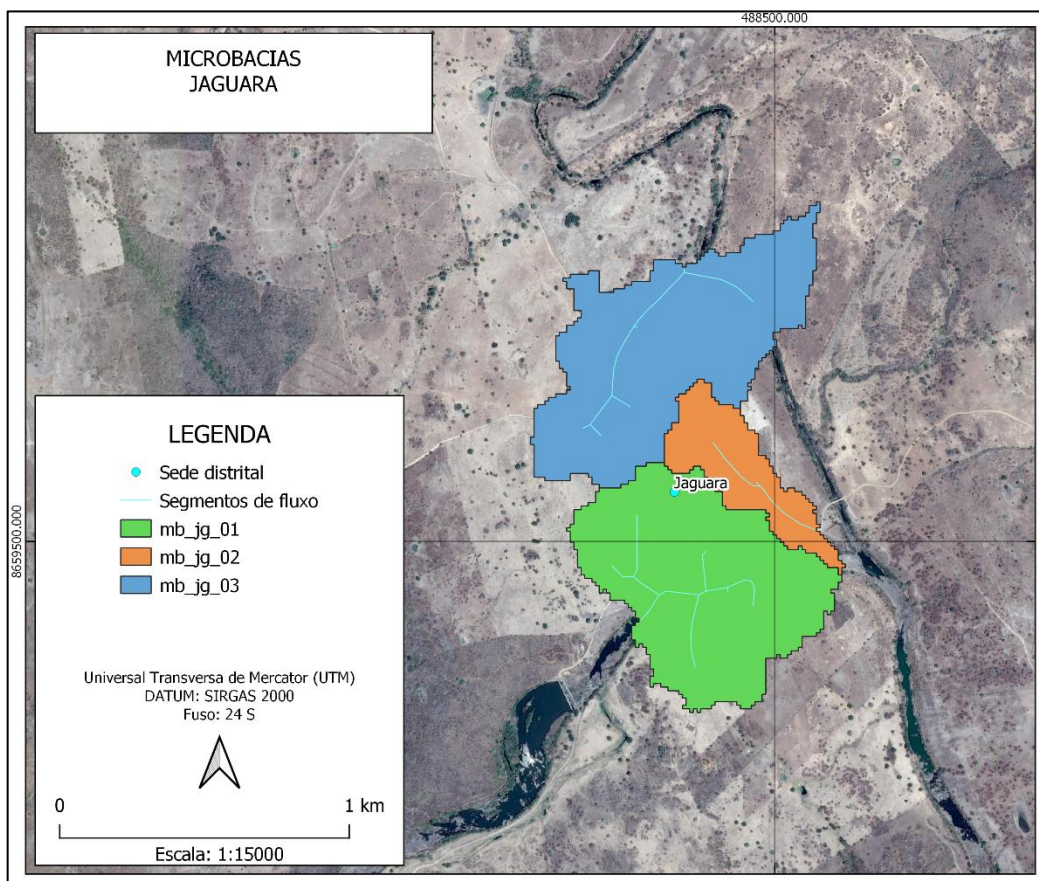 488500.000
MICROBACIAS
JAGUARA
LEGENDA
Sede distrital
Segmentos de fluxo
mb_jg_01
mb_jg_02
mb_jg_03
Universal Transversa de Mercator (UTM)
DATUM: SIRGAS 2000
Fuso: 24 S
0 1 km
Escala: 1:15000
8659500.000
Jaguara